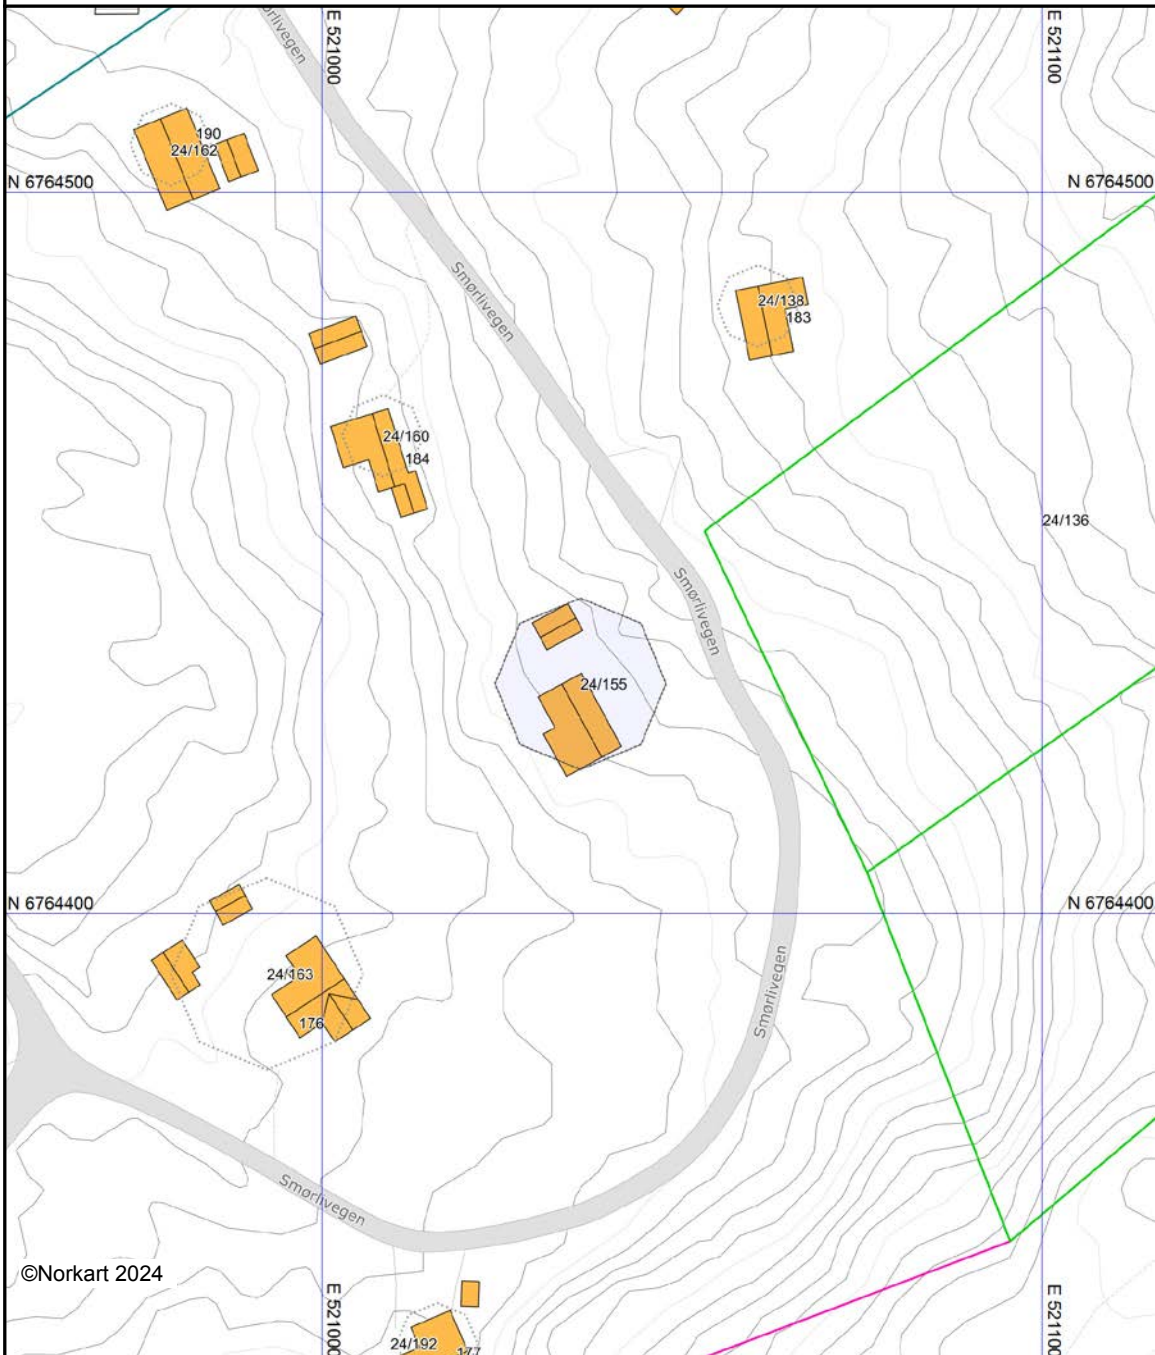 Smørlivegen
E 521000
E 521100
190
24/162
N 6764500
N 6764500
Smørlivegen
24/138
183
24/160
184
24/136
Smørlivegen
24/155
N 6764400
N 6764400
24/163
176
Smørlivegen
Smørlivegen
©Norkart 2024
E 521000
E 521100
24/192
177